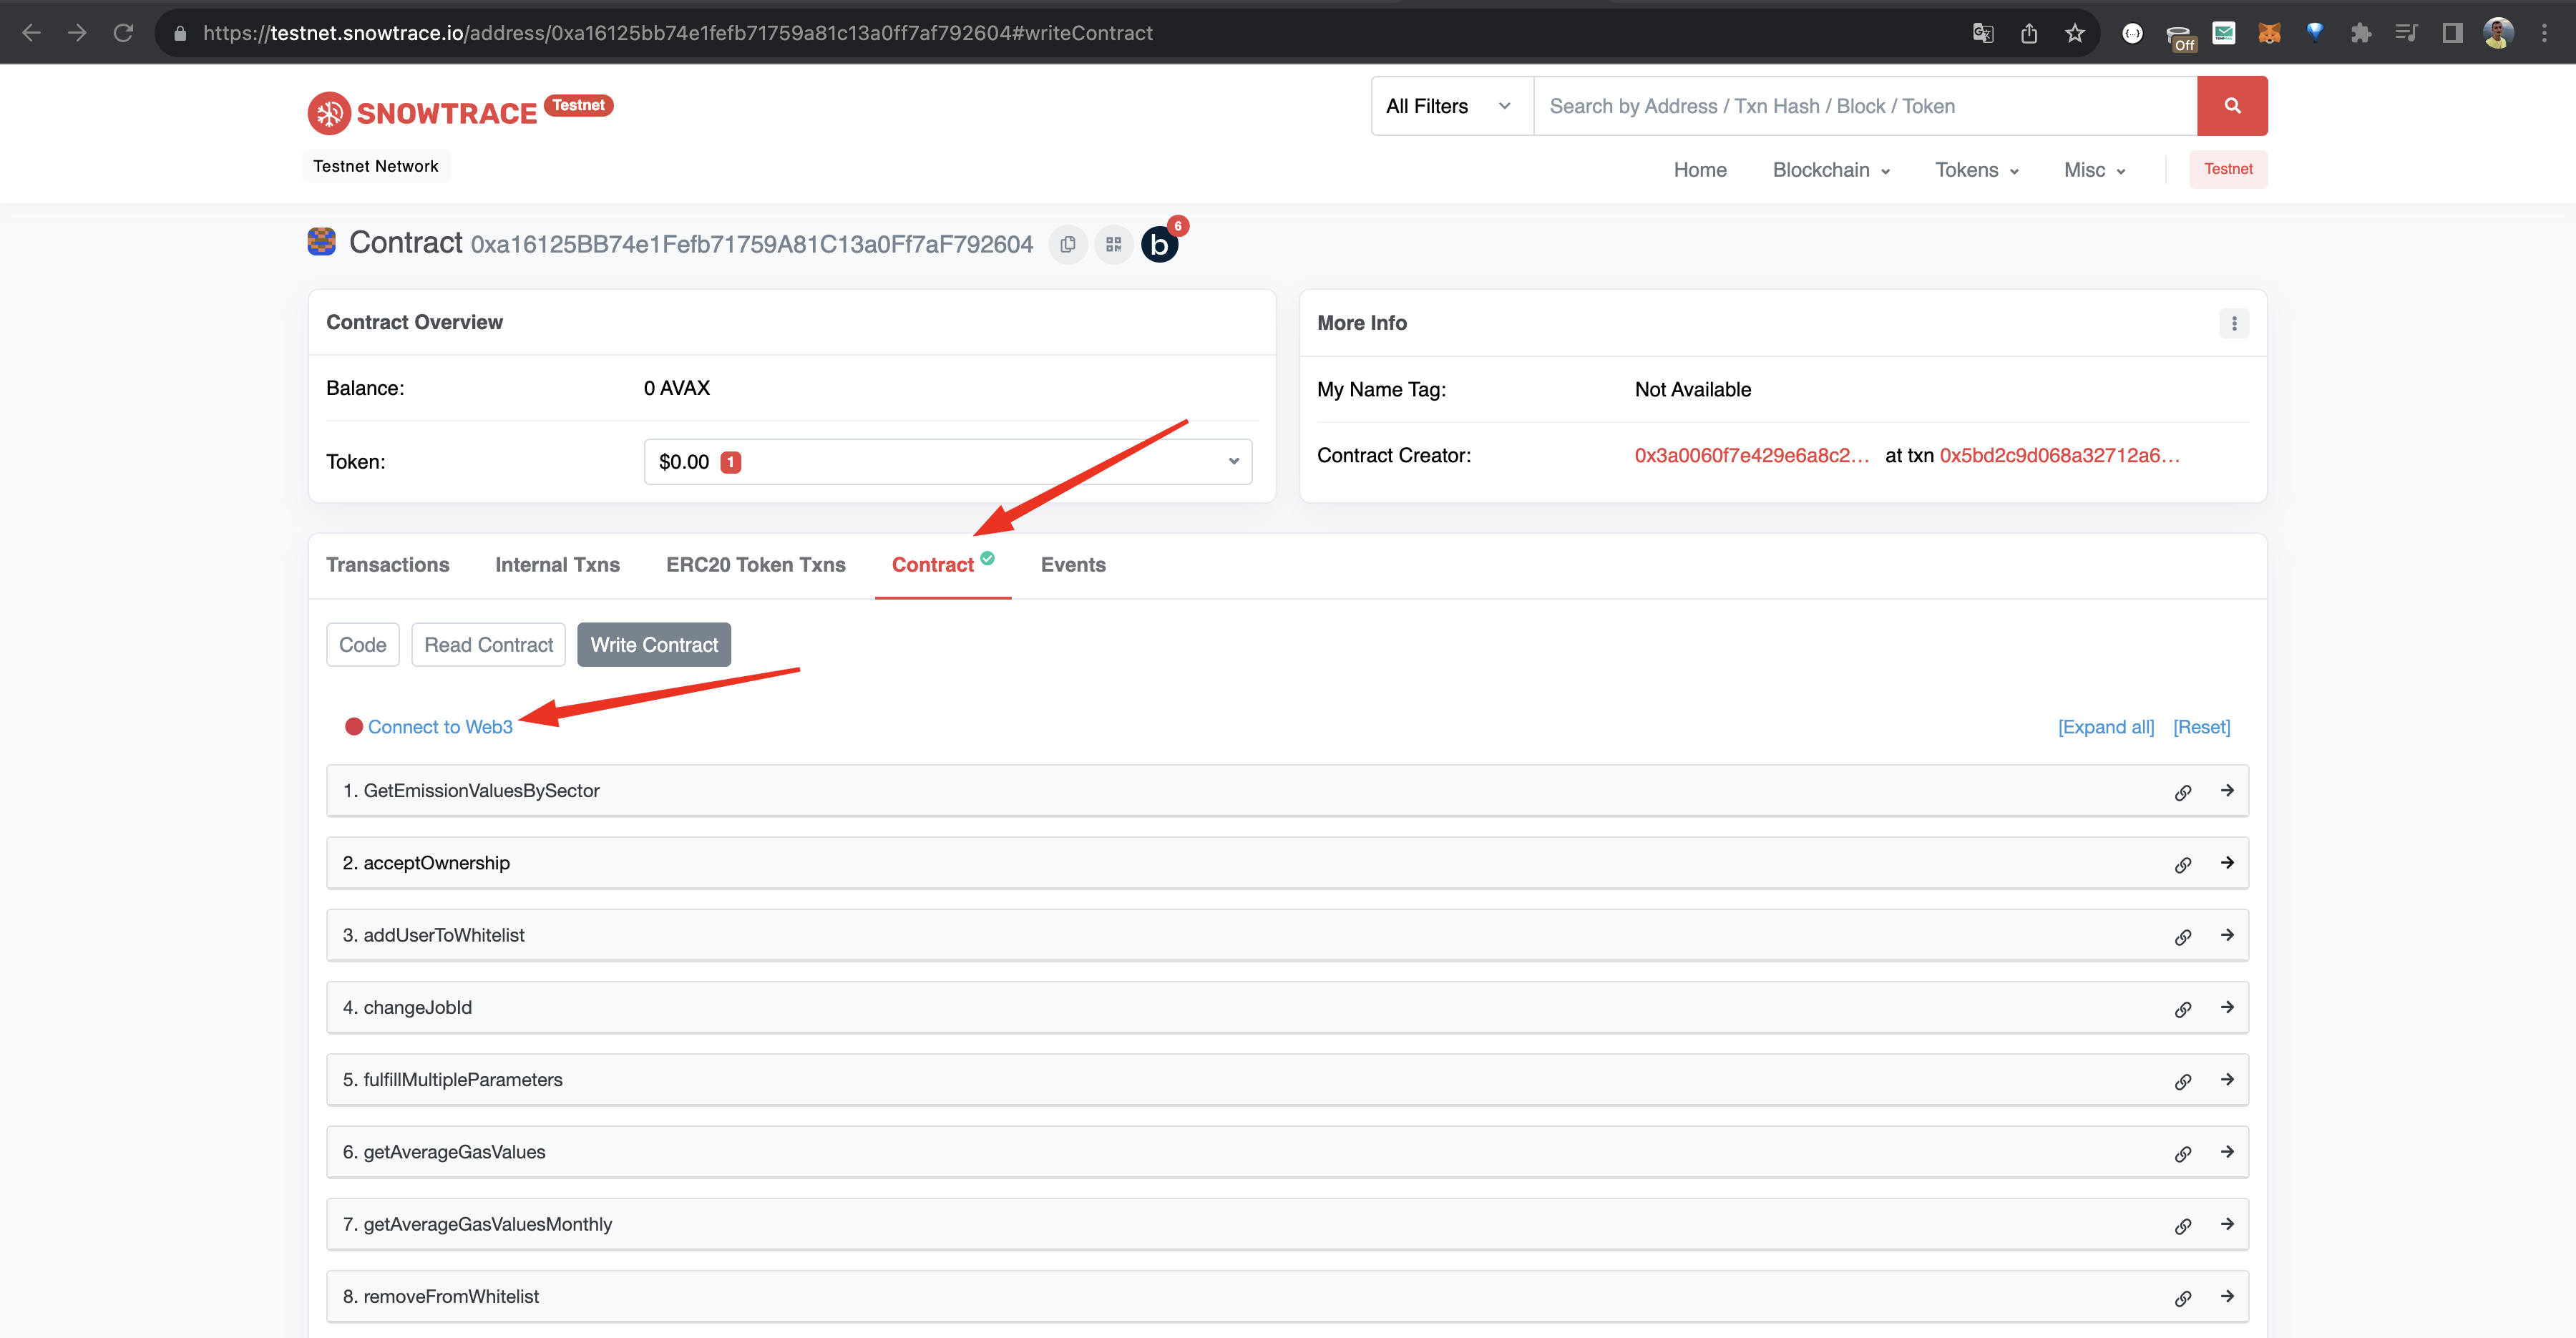 https://testnet.snowtrace.io/address/0xa16125bb74e1fefb71759a81c13a0ff7af792604#writeContract
Off
SNOWTRACE Testnet
All Filters Search by Address / Txn Hash / Block / Token
Testnet Network
Home Blockchain Tokens Misc Testnet
Contract 0xa16125BB74e1Fefb71759A81C13a0Ff7aF792604 b 6
Contract Overview
Balance: 0 AVAX
Token: $0.00 1
More Info
My Name Tag: Not Available
Contract Creator: 0x3a0060f7e429e6a8c2... at txn 0x5bd2c9d068a32712a6...
Transactions Internal Txns ERC20 Token Txns Contract Events
Code Read Contract Write Contract
Connect to Web3 [Expand all] [Reset]
1. GetEmissionValuesBySector
2. acceptOwnership
3. addUserToWhitelist
4. changeJobId
5. fulfillMultipleParameters
6. getAverageGasValues
7. getAverageGasValuesMonthly
8. removeFromWhitelist